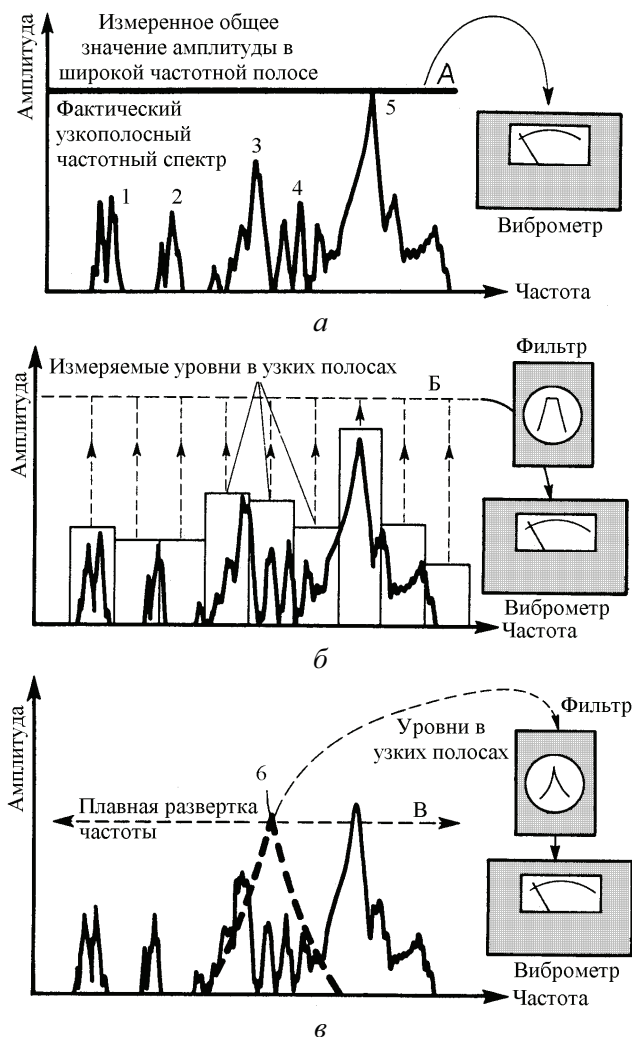 Амплитуда
Измеренное общее
значение амплитуды в
широкой частотной полосе
А
Фактический
узкополосный
частотный спектр
1
2
3
4
5
Виброметр
Частота
а
Амплитуда
Измеряемые уровни в узких полосах
Б
Фильтр
Виброметр
Частота
б
Амплитуда
Фильтр
Уровни в
узких полосах
6
Плавная развертка
частоты
В
Виброметр
Частота
в